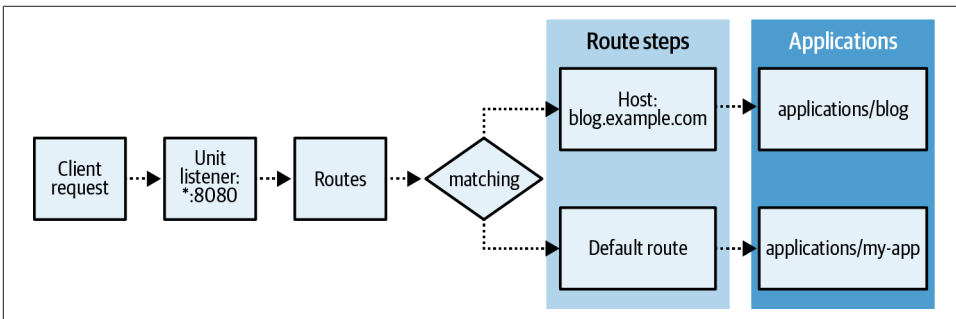 Route steps
Applications
Host:
blog.example.com
applications/blog
Client
request
Unit
listener:
*:8080
Routes
matching
Default route
applications/my-app